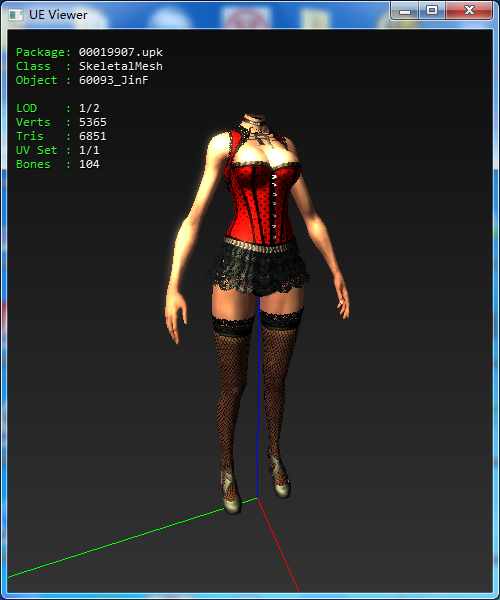 UE Viewer
Package: 00019907.upk
Class : SkeletalMesh
Object : 60093_JinF
LOD : 1/2
Verts : 5365
Tris : 6851
UV Set : 1/1
Bones : 104